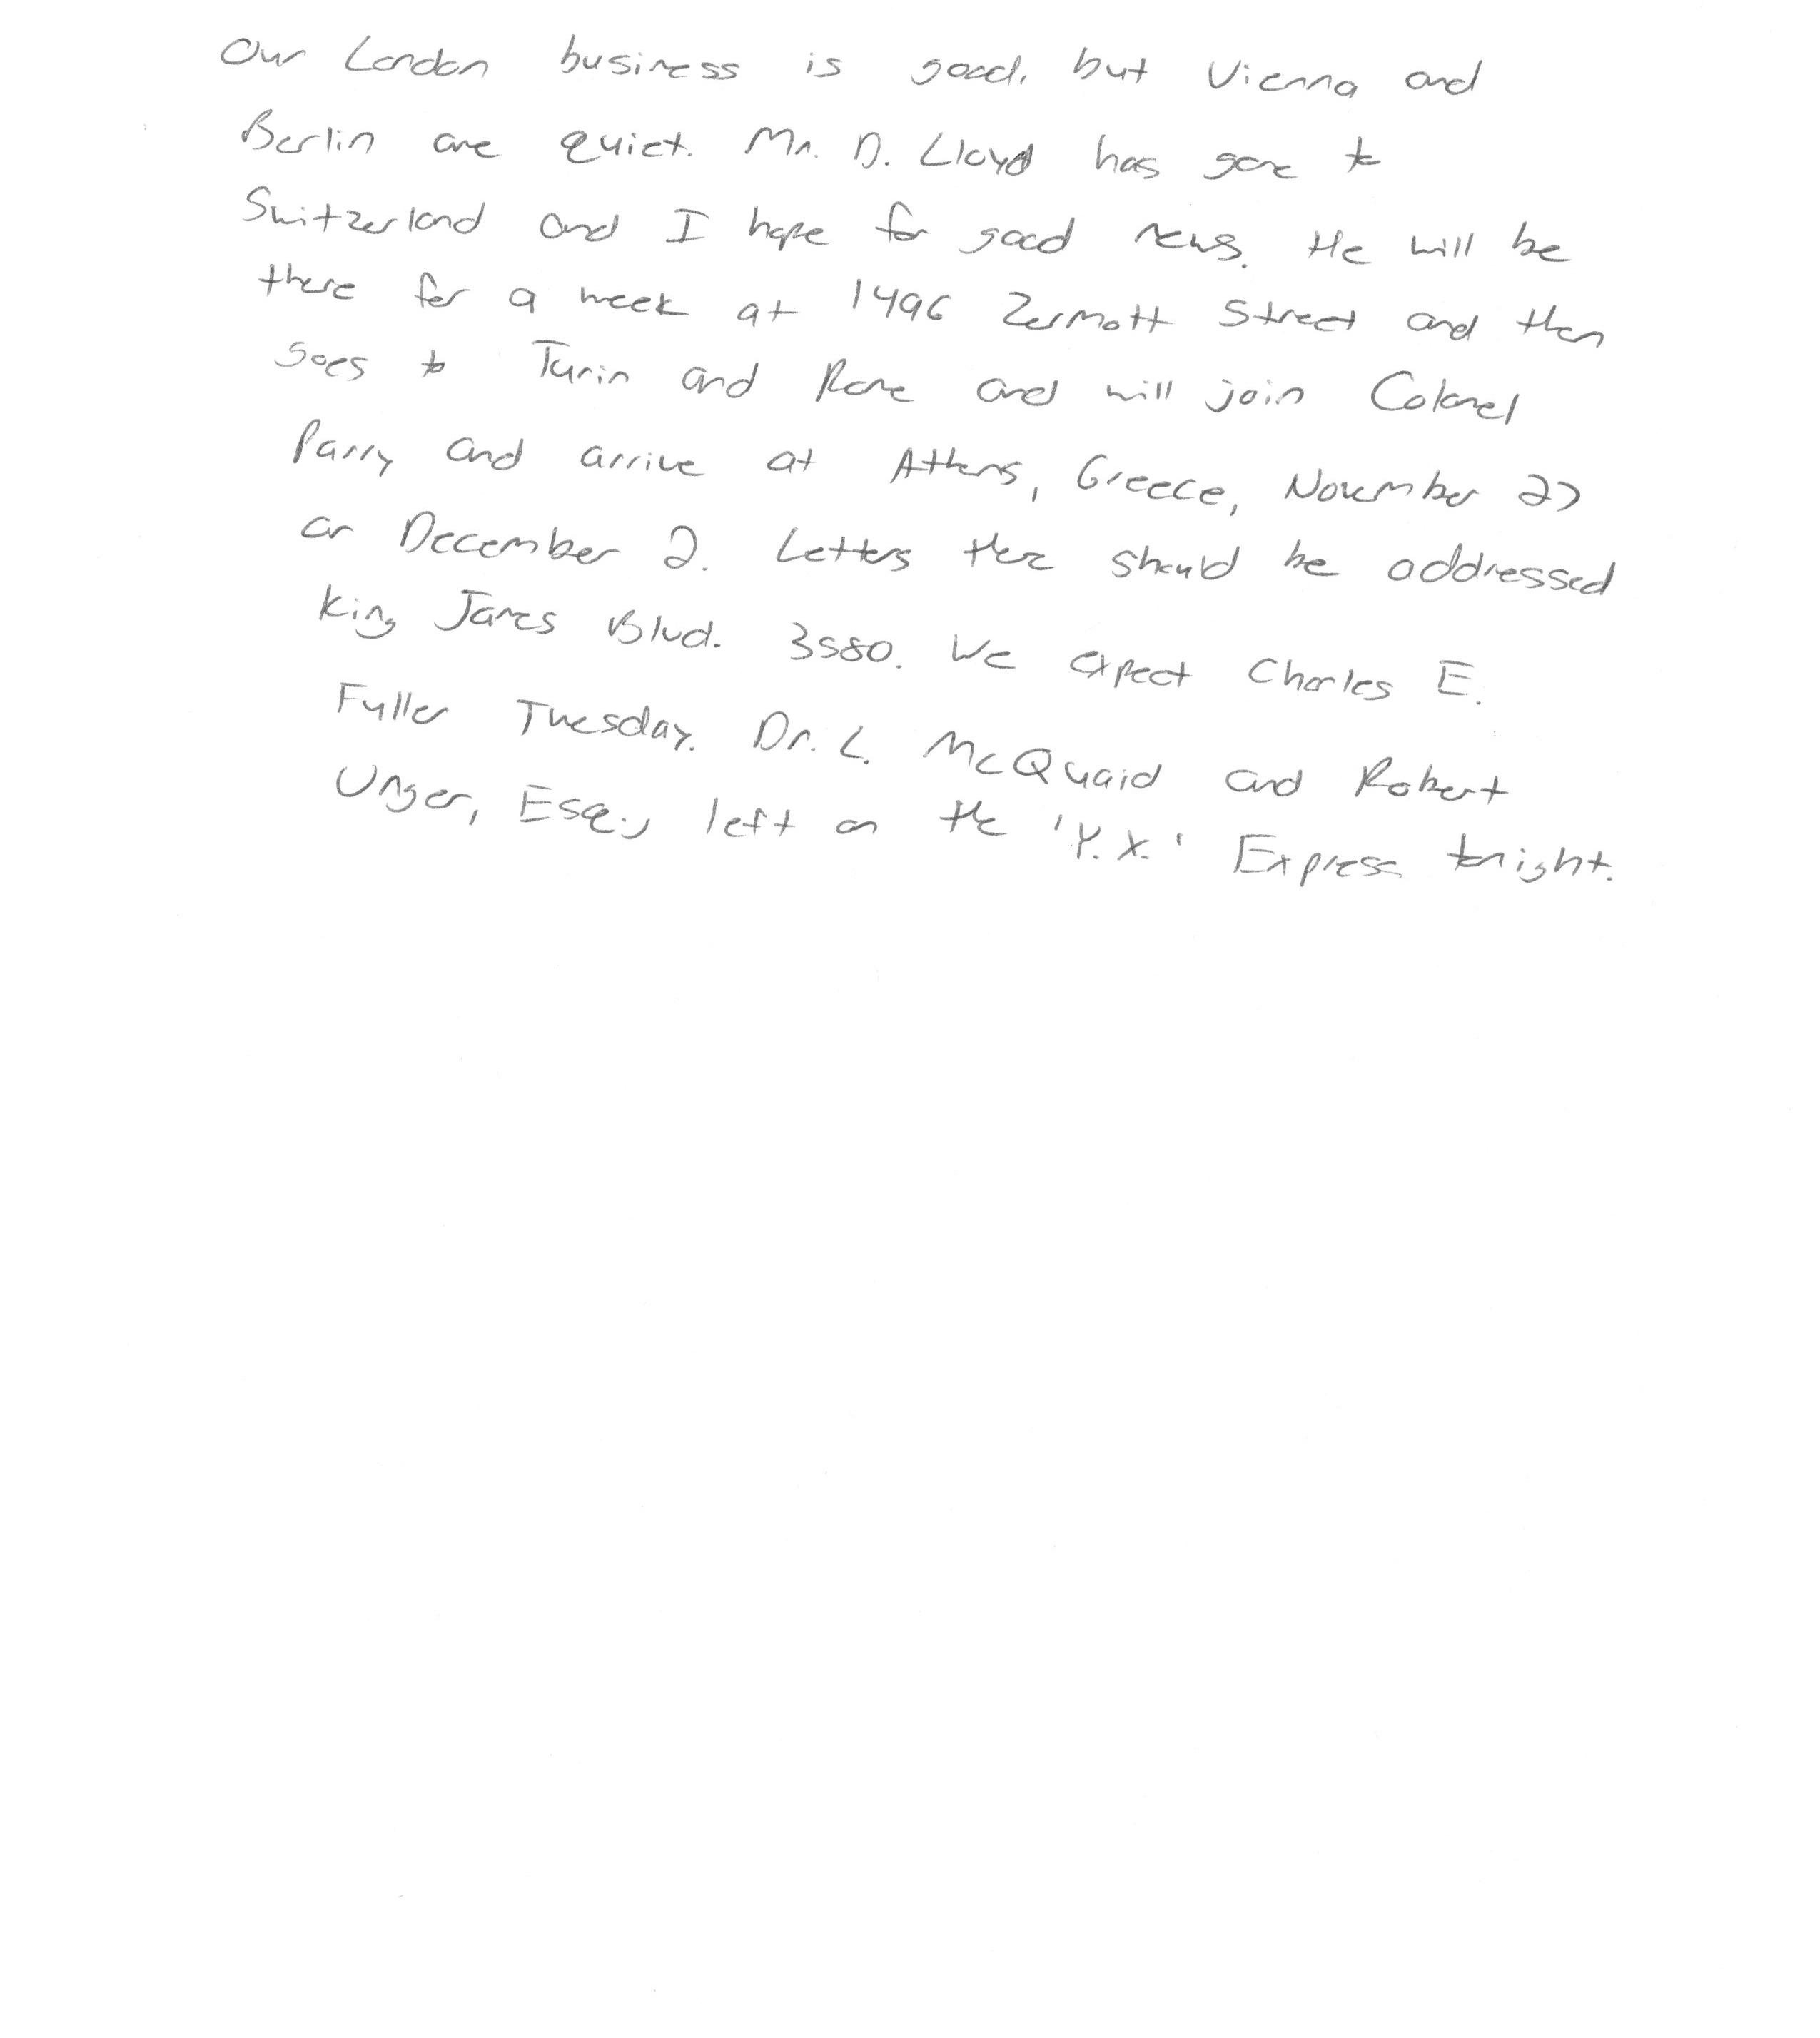 Our London business is good, but Vienna and
Berlin are quiet. Mr. D. Lloyd has gone to
Switzerland and I hope for good news. He will be
there for a week at 1496 Zermott Street and then
goes to Turin and Rome and will join Colonel
Parry and arrive at Athens, Greece, November 27
or December 2. Letters there should be addressed
King James Blvd. 3580. We expect Charles E.
Fuller Tuesday. Dr. L. McQuaid and Robert
Unger, Esq., left on the 'Y.X.' Express tonight.